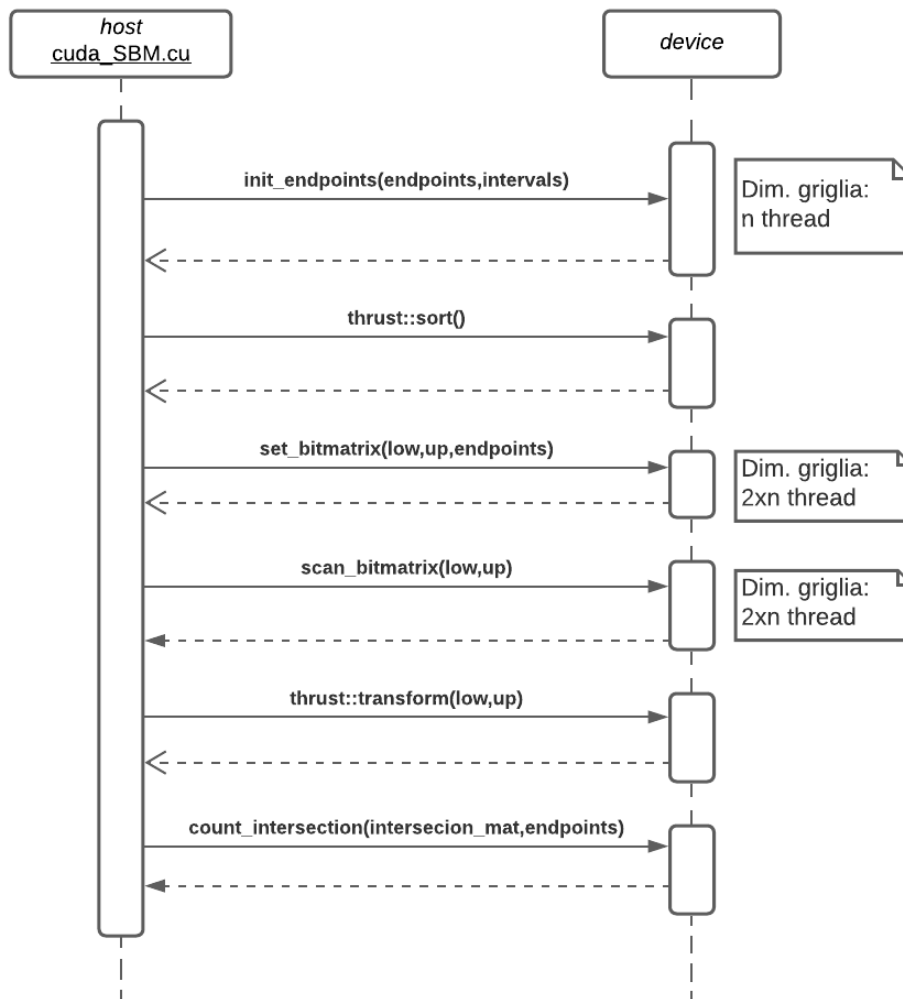 host
cuda_SBM.cu
device
init_endpoints(endpoints,intervals)
Dim. griglia:
n thread
thrust::sort()
set_bitmatrix(low,up,endpoints)
Dim. griglia:
2xn thread
scan_bitmatrix(low,up)
Dim. griglia:
2xn thread
thrust::transform(low,up)
count_intersection(intersecion_mat,endpoints)